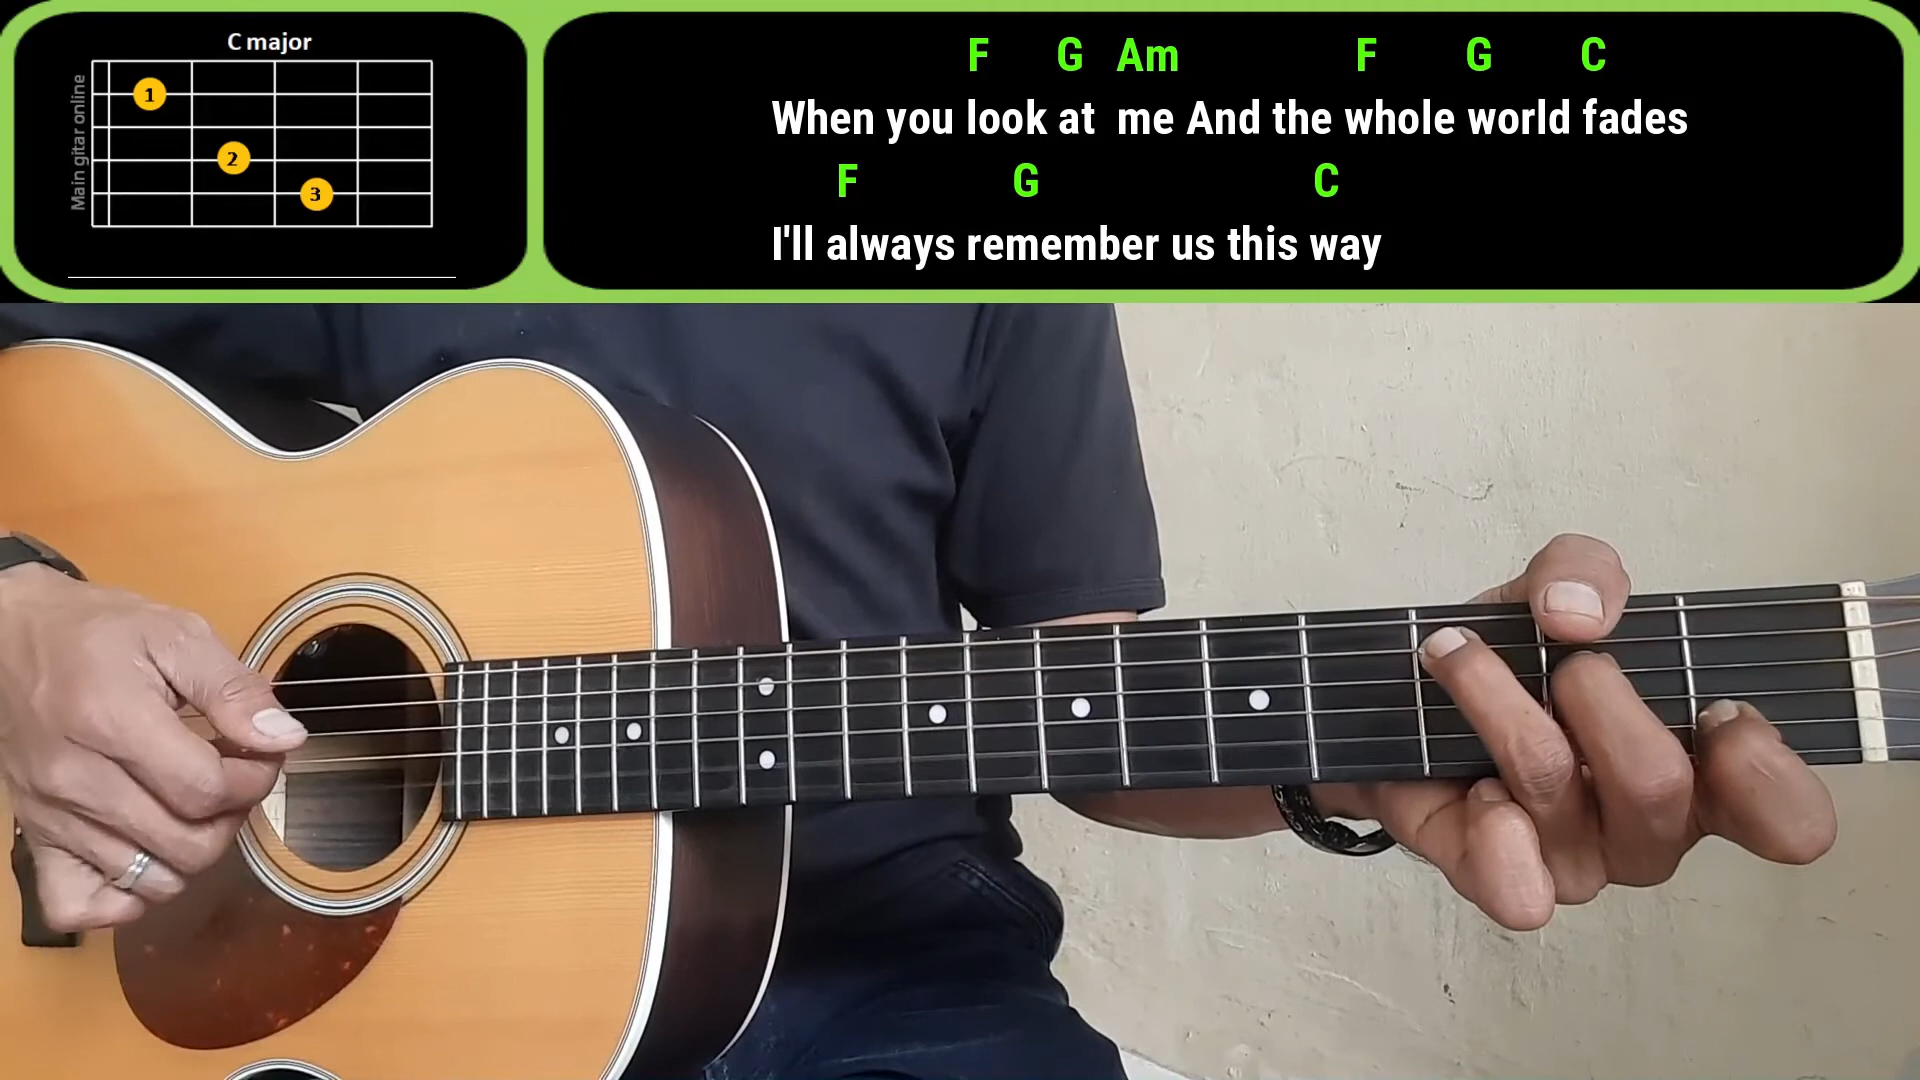 C major
Main gitar online
1
2
3
F G Am F G C
When you look at me And the whole world fades
F G C
I'll always remember us this way